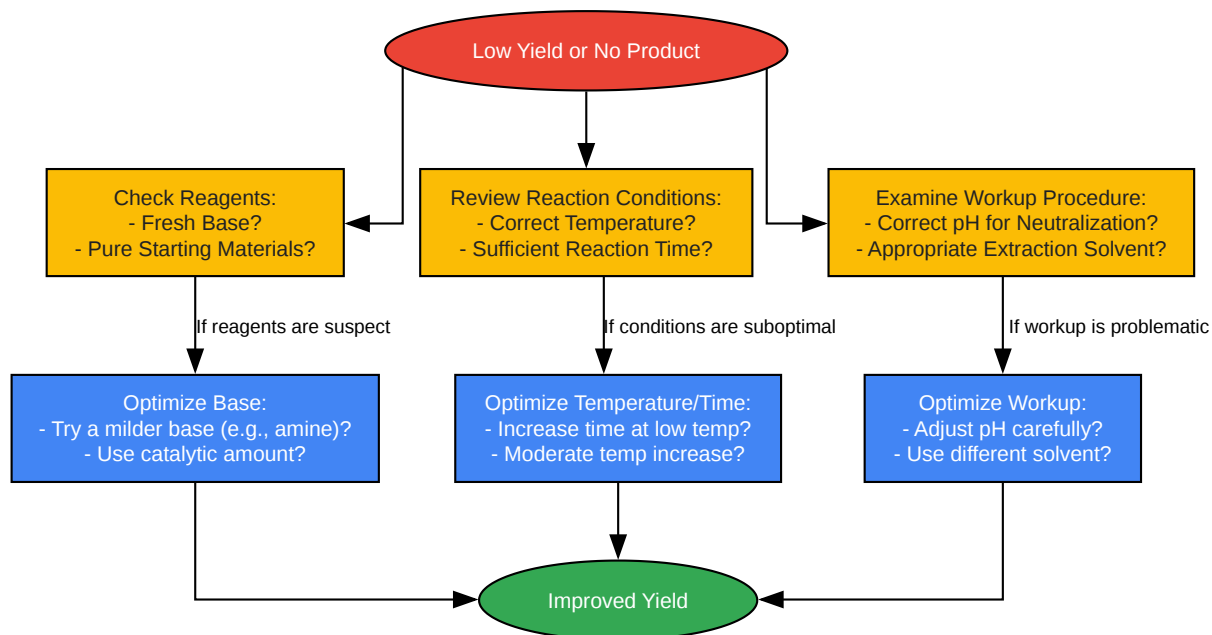 Low Yield or No Product
Check Reagents:
- Fresh Base?
- Pure Starting Materials?
Review Reaction Conditions:
- Correct Temperature?
- Sufficient Reaction Time?
Examine Workup Procedure:
- Correct pH for Neutralization?
- Appropriate Extraction Solvent?
If reagents are suspect
If conditions are suboptimal
If workup is problematic
Optimize Base:
- Try a milder base (e.g., amine)?
- Use catalytic amount?
Optimize Temperature/Time:
- Increase time at low temp?
- Moderate temp increase?
Optimize Workup:
- Adjust pH carefully?
- Use different solvent?
Improved Yield